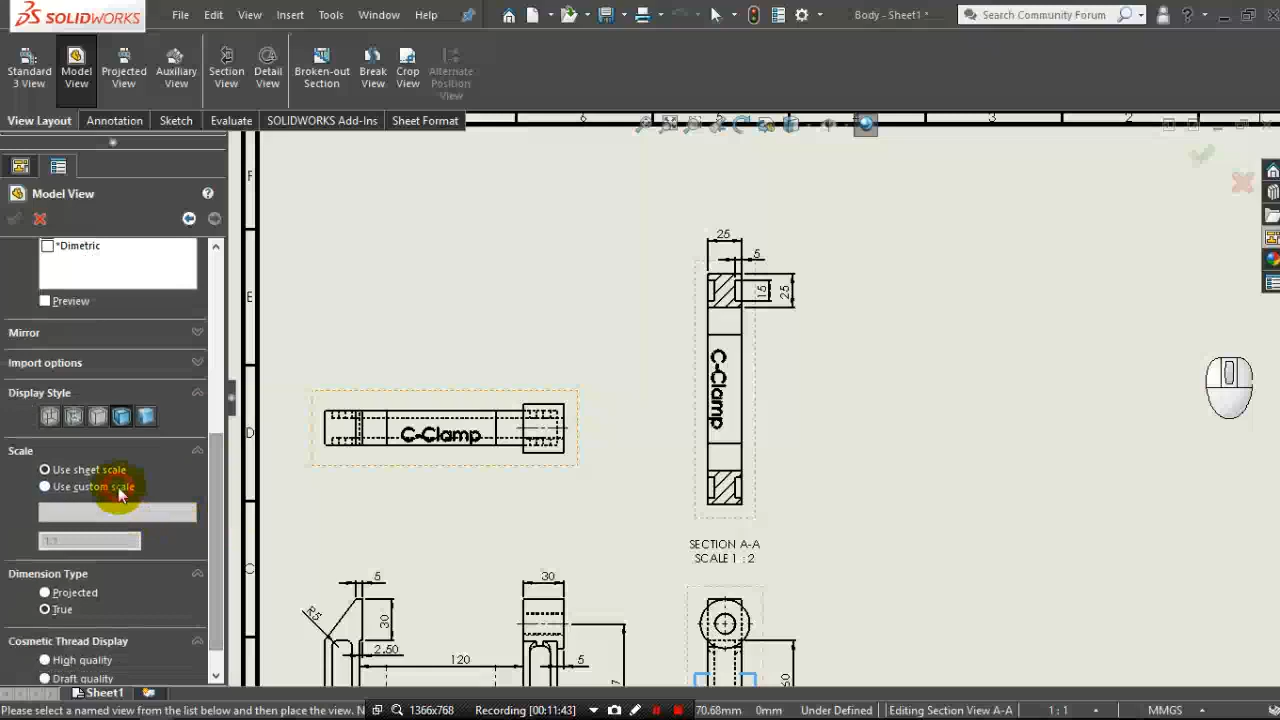 SOLIDWORKS
File Edit View Insert Tools Window Help
Body - Sheet1 *
Search Community Forum
Standard 3 View
Model View
Projected View
Auxiliary View
Section View
Detail View
Broken-out Section
Break View
Crop View
Alternate Position View
View Layout Annotation Sketch Evaluate SOLIDWORKS Add-Ins Sheet Format
6 3 2
Model View
*Dimetric
Preview
Mirror
Import options
Display Style
Scale
Use sheet scale
Use custom scale
1:1
Dimension Type
Projected
True
Cosmetic Thread Display
High quality
Draft quality
F
E
D
C
25
5
15
25
C-Clamp
C-Clamp
SECTION A-A
SCALE 1 : 2
5
30
R5
30
2.50
120
5
Sheet1
Please select a named view from the list below and then place the view. N
1366x768
Recording [00:11:43]
70.68mm 0mm Under Defined Editing Section View A-A 1 : 1 MMGS